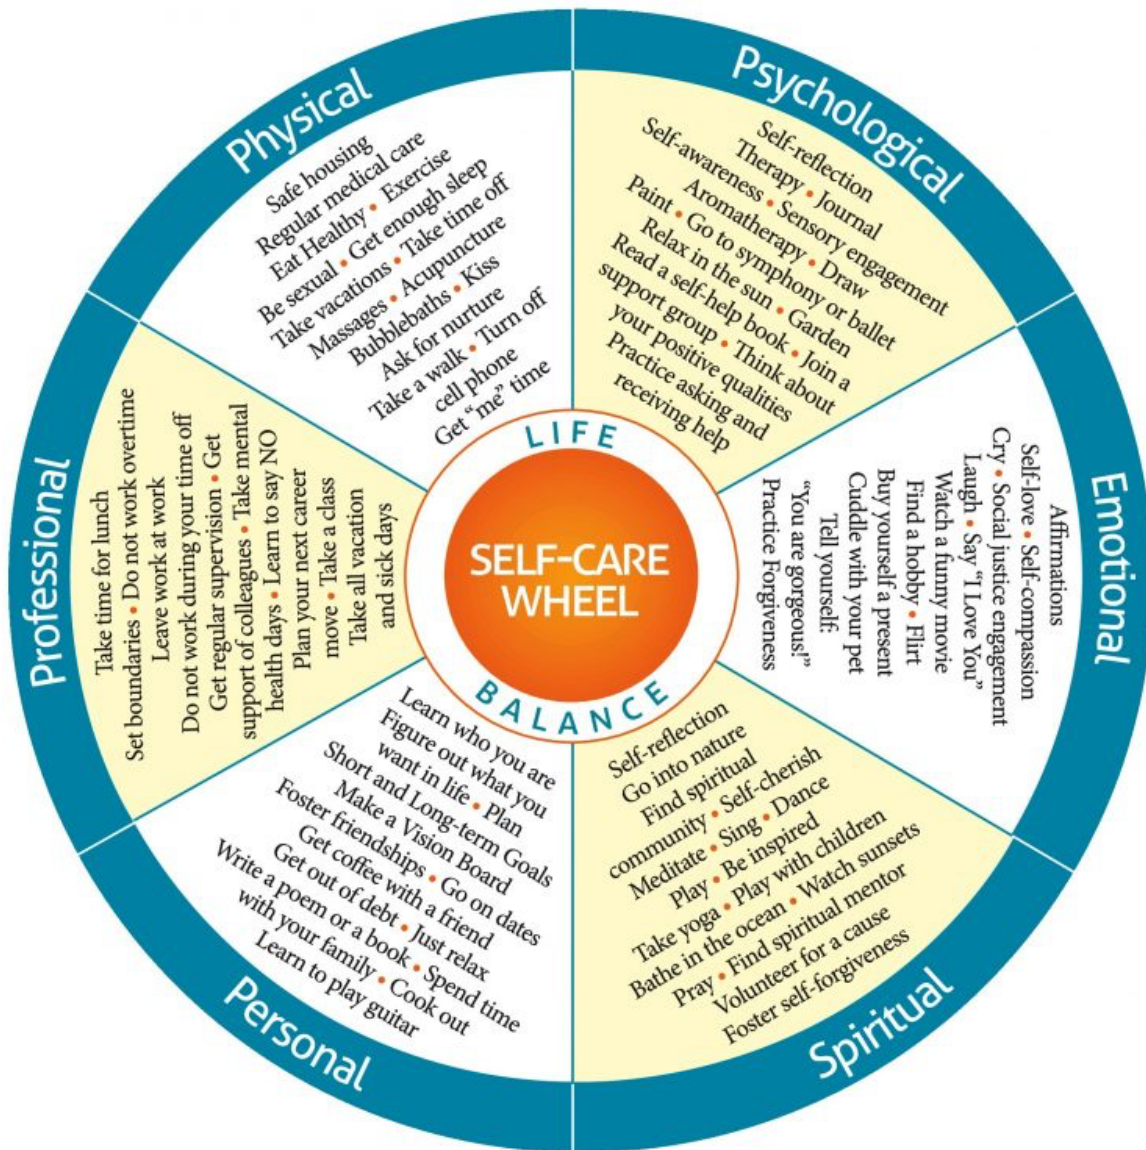 SELF-CARE
WHEEL
LIFE
BALANCE
Physical
Safe housing
Regular medical care
Eat Healthy • Exercise
Be sexual • Get enough sleep
Take vacations • Take time off
Massages • Acupuncture
Bubblebaths • Kiss
Ask for nurture
Take a walk • Turn off
cell phone
Get “me” time
Psychological
Self-reflection
Therapy • Journal
Self-awareness • Sensory engagement
Aromatherapy • Draw
Paint • Go to symphony or ballet
Relax in the sun • Garden
Read a self-help book • Join a
support group • Think about
your positive qualities
Practice asking and
receiving help
Emotional
Affirmations
Self-love • Self-compassion
Cry • Social justice engagement
Laugh • Say “I Love You”
Watch a funny movie
Find a hobby • Flirt
Buy yourself a present
Cuddle with your pet
Tell yourself:
“You are gorgeous!”
Practice Forgiveness
Spiritual
Self-reflection
Go into nature
Find spiritual
community • Self-cherish
Meditate • Sing • Dance
Play • Be inspired
Take yoga • Play with children
Bathe in the ocean • Watch sunsets
Pray • Find spiritual mentor
Volunteer for a cause
Foster self-forgiveness
Personal
Learn who you are
Figure out what you
want in life • Plan
Short and Long-term Goals
Make a Vision Board
Foster friendships • Go on dates
Get coffee with a friend
Get out of debt • Just relax
Write a poem or a book • Spend time
with your family • Cook out
Learn to play guitar
Professional
Take time for lunch
Set boundaries • Do not work overtime
Leave work at work
Do not work during your time off
Get regular supervision • Get
support of colleagues • Take mental
health days • Learn to say NO
Plan your next career
move • Take a class
Take all vacation
and sick days